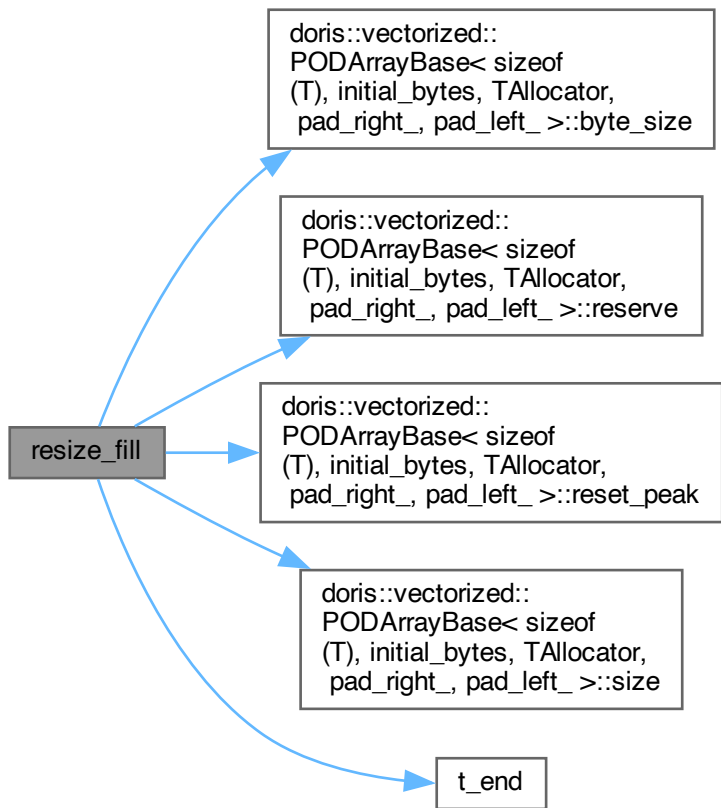 doris::vectorized::
PODArrayBase< sizeof
(T), initial_bytes, TAllocator,
pad_right_, pad_left_ >::byte_size
doris::vectorized::
PODArrayBase< sizeof
(T), initial_bytes, TAllocator,
pad_right_, pad_left_ >::reserve
resize_fill
doris::vectorized::
PODArrayBase< sizeof
(T), initial_bytes, TAllocator,
pad_right_, pad_left_ >::reset_peak
doris::vectorized::
PODArrayBase< sizeof
(T), initial_bytes, TAllocator,
pad_right_, pad_left_ >::size
t_end